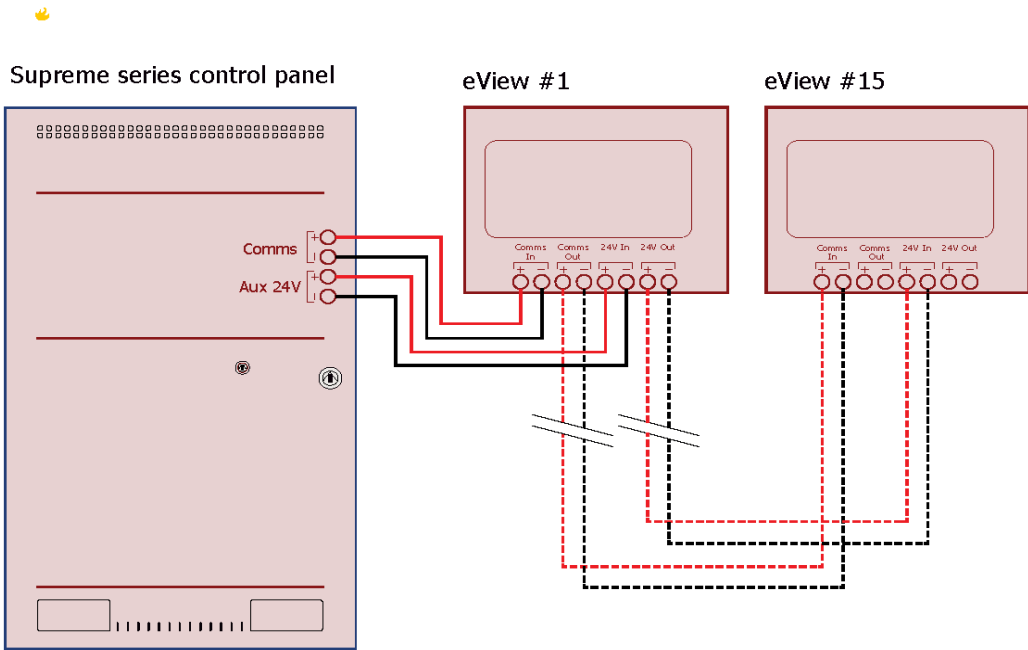 Supreme series control panel
eView #1
eView #15
Comms
+
−
Aux 24V
+
−
Comms In
Comms Out
24V In
24V Out
+ − + − + − + −
Comms In
Comms Out
24V In
24V Out
+ − + − + − + −